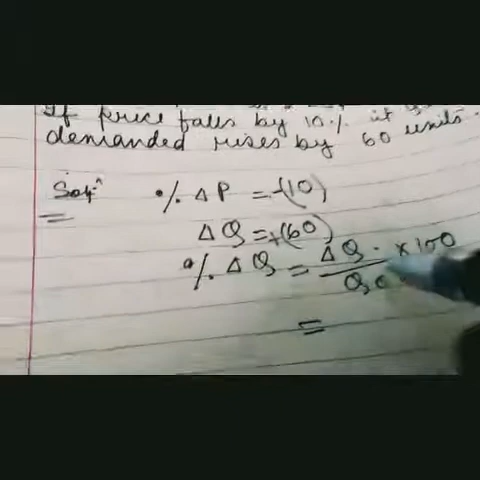 If price falls by 10% it
demanded rises by 60 units.
Sol^n % ΔP = -(10)
ΔQ = +(60)
% ΔQ = ΔQ / Q0 × 100
=